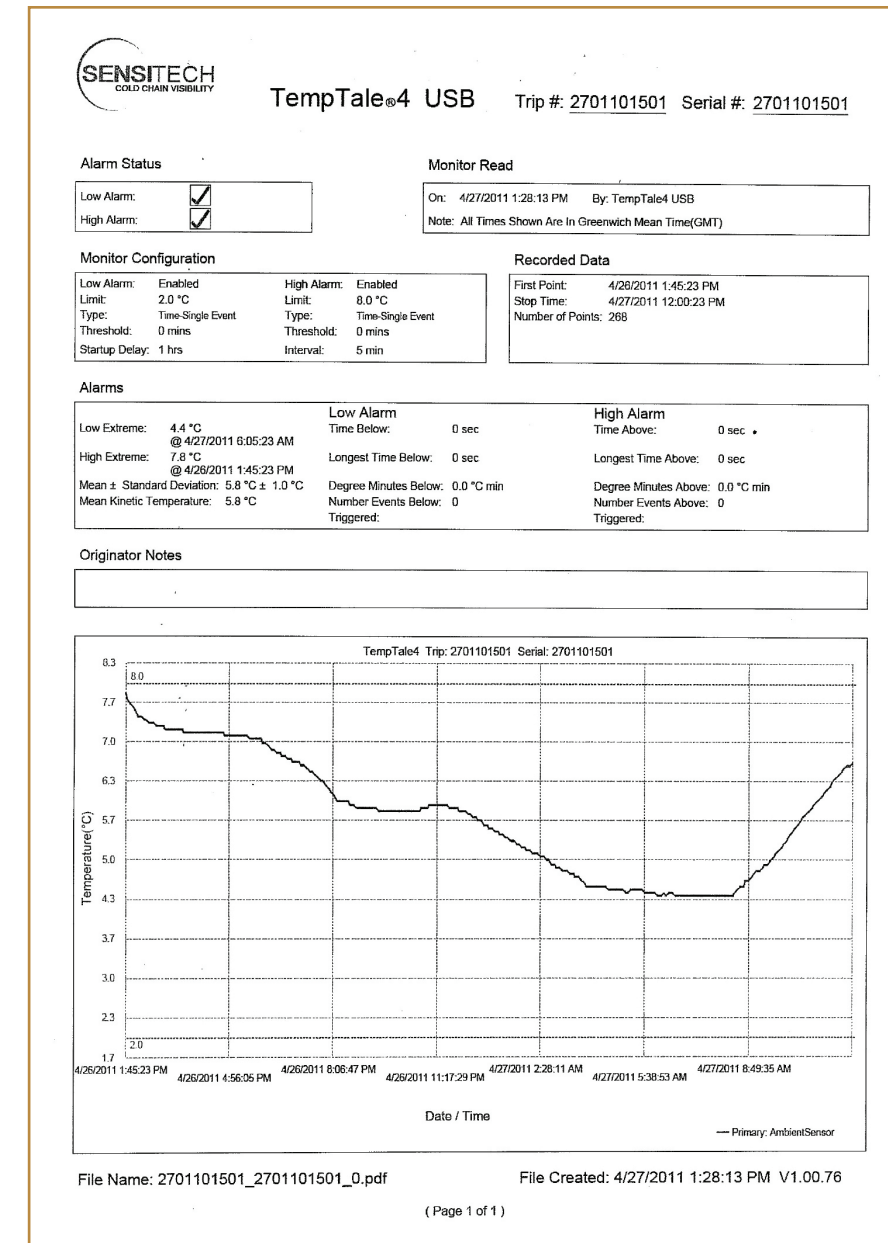 SENSITECH
COLD CHAIN VISIBILITY
TempTale®4 USB Trip #: 2701101501 Serial #: 2701101501
Alarm Status
Low Alarm:
High Alarm:
Monitor Read
On: 4/27/2011 1:28:13 PM By: TempTale4 USB
Note: All Times Shown Are In Greenwich Mean Time(GMT)
Monitor Configuration
Low Alarm: Enabled High Alarm: Enabled
Limit: 2.0 °C Limit: 8.0 °C
Type: Time-Single Event Type: Time-Single Event
Threshold: 0 mins Threshold: 0 mins
Startup Delay: 1 hrs Interval: 5 min
Recorded Data
First Point: 4/26/2011 1:45:23 PM
Stop Time: 4/27/2011 12:00:23 PM
Number of Points: 268
Alarms
Low Extreme: 4.4 °C
@ 4/27/2011 6:05:23 AM
High Extreme: 7.8 °C
@ 4/26/2011 1:45:23 PM
Mean ± Standard Deviation: 5.8 °C ± 1.0 °C
Mean Kinetic Temperature: 5.8 °C
Low Alarm
Time Below: 0 sec
Longest Time Below: 0 sec
Degree Minutes Below: 0.0 °C min
Number Events Below: 0
Triggered:
High Alarm
Time Above: 0 sec
Longest Time Above: 0 sec
Degree Minutes Above: 0.0 °C min
Number Events Above: 0
Triggered:
Originator Notes
TempTale4 Trip: 2701101501 Serial: 2701101501
8.3
8.0
7.7
7.0
6.3
5.7
5.0
4.3
3.7
3.0
2.3
2.0
1.7
Temperature(°C)
4/26/2011 1:45:23 PM
4/26/2011 4:56:05 PM
4/26/2011 8:06:47 PM
4/26/2011 11:17:29 PM
4/27/2011 2:28:11 AM
4/27/2011 5:38:53 AM
4/27/2011 8:49:35 AM
Date / Time
Primary: AmbientSensor
File Name: 2701101501_2701101501_0.pdf File Created: 4/27/2011 1:28:13 PM V1.00.76
( Page 1 of 1 )